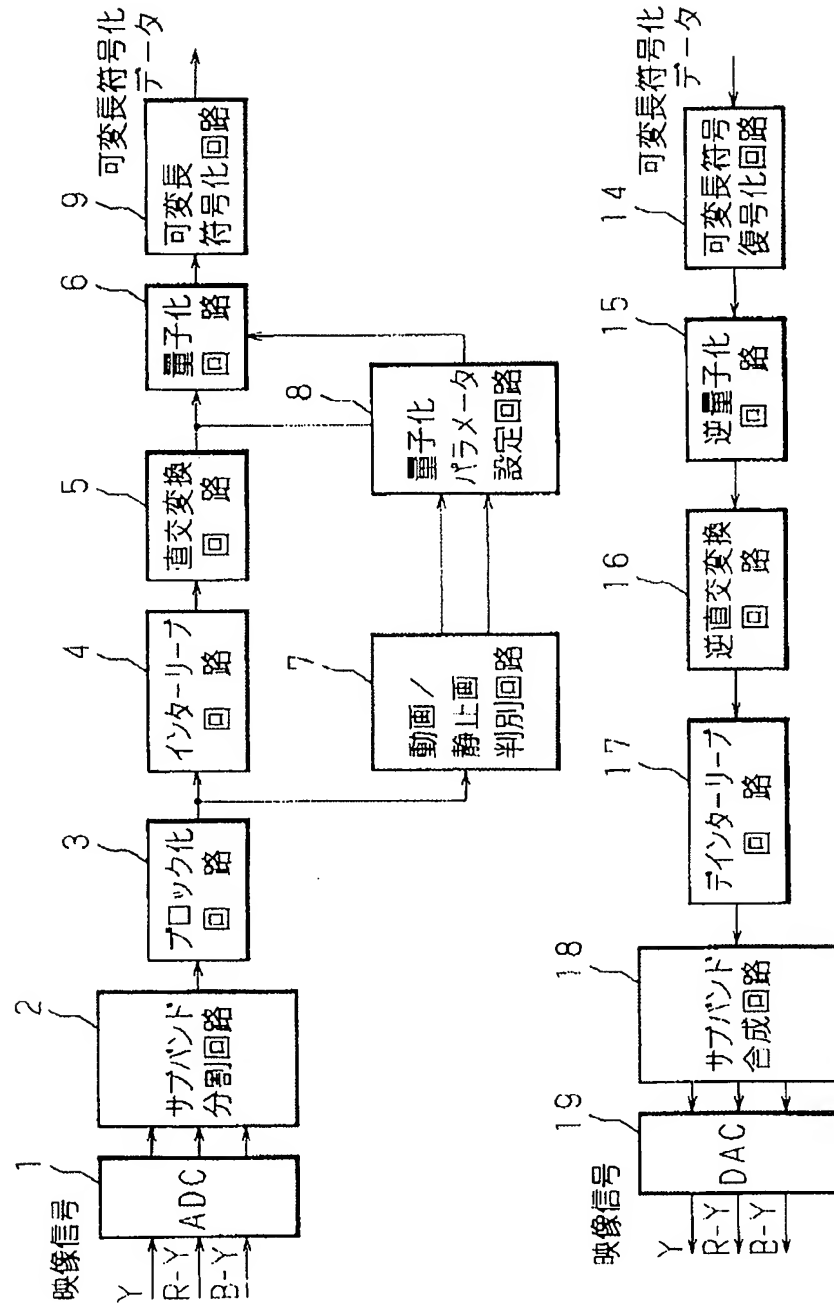 映像信号
Y
R-Y
B-Y
1
ADC
2
サブバンド
分割回路
3
ブロック化
回 路
4
インターリーブ
回 路
5
直交変換
回 路
6
量子化
回 路
9
可変長
符号化回路
可変長符号化
データ
7
動画/
静止画
判別回路
8
量子化
パラメータ
設定回路
映像信号
Y
R-Y
B-Y
19
DAC
18
サブバンド
合成回路
17
デインターリーブ
回 路
16
逆直交変換
回 路
15
逆量子化
回 路
14
可変長符号
復号化回路
可変長符号化
データ